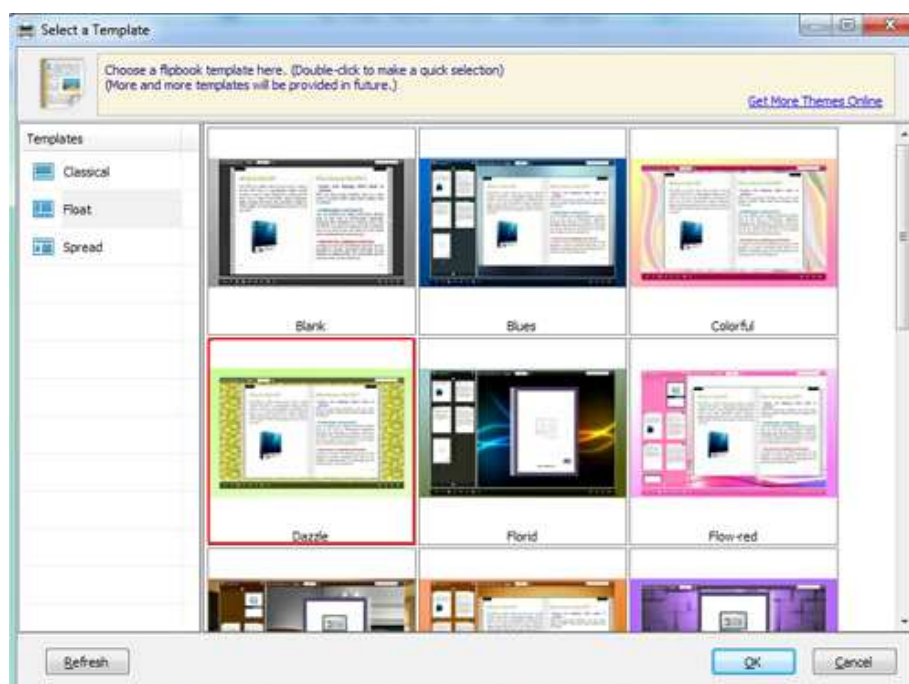 Select a Template
Choose a flipbook template here. (Double-click to make a quick selection)
(More and more templates will be provided in future.)
Get More Themes Online
Templates
Classical
Float
Spread
Blank
Blues
Colorful
Dazzle
Florid
Flow-red
Refresh
OK
Cancel